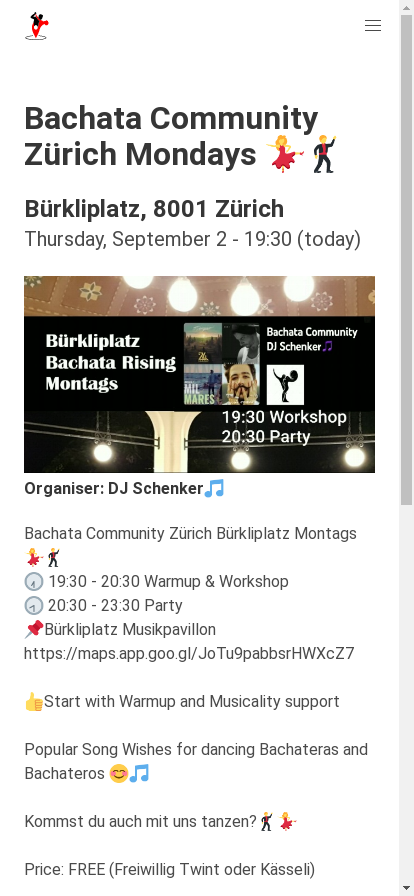 Bachata Community
Zürich Mondays 💃🕺
Bürkliplatz, 8001 Zürich
Thursday, September 2 - 19:30 (today)
Bürkliplatz
Bachata Rising
Montags
Bachata Community
DJ Schenker🎵
MIL
MARES
19:30 Workshop
20:30 Party
Organiser: DJ Schenker🎵
Bachata Community Zürich Bürkliplatz Montags
💃🕺
🕢 19:30 - 20:30 Warmup & Workshop
🕣 20:30 - 23:30 Party
📌Bürkliplatz Musikpavillon
https://maps.app.goo.gl/JoTu9pabbsrHWXcZ7
👍Start with Warmup and Musicality support
Popular Song Wishes for dancing Bachateras and
Bachateros 😊🎵
Kommst du auch mit uns tanzen?🕺💃
Price: FREE (Freiwillig Twint oder Kässeli)